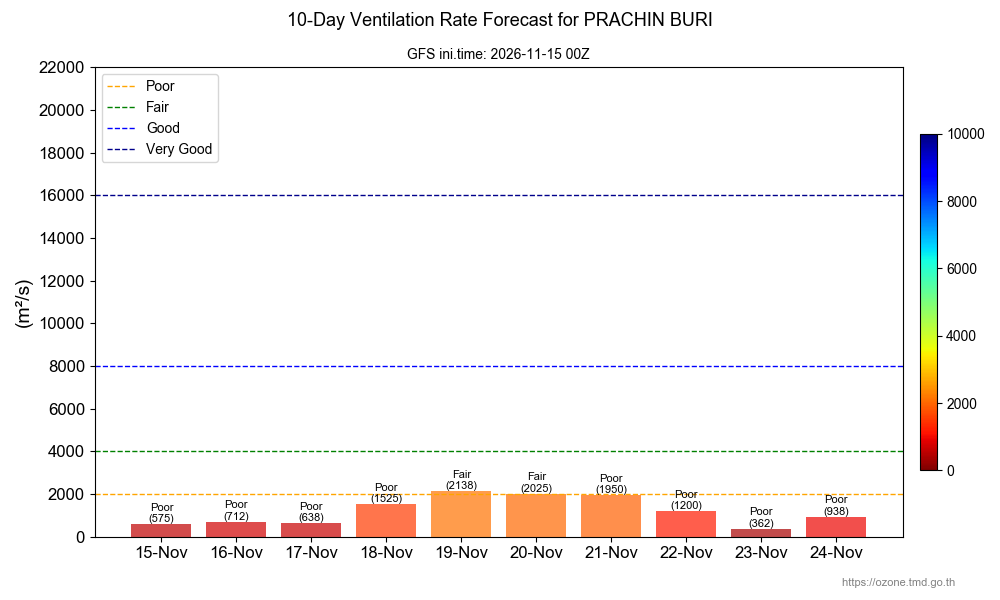 10-Day Ventilation Rate Forecast for PRACHIN BURI
GFS ini.time: 2026-11-15 00Z
(m²/s)
22000
20000
18000
16000
14000
12000
10000
8000
6000
4000
2000
0
Poor
Fair
Good
Very Good
Poor
(575)
Poor
(712)
Poor
(638)
Poor
(1525)
Fair
(2138)
Fair
(2025)
Poor
(1950)
Poor
(1200)
Poor
(362)
Poor
(938)
15-Nov 16-Nov 17-Nov 18-Nov 19-Nov 20-Nov 21-Nov 22-Nov 23-Nov 24-Nov
10000
8000
6000
4000
2000
0
https://ozone.tmd.go.th